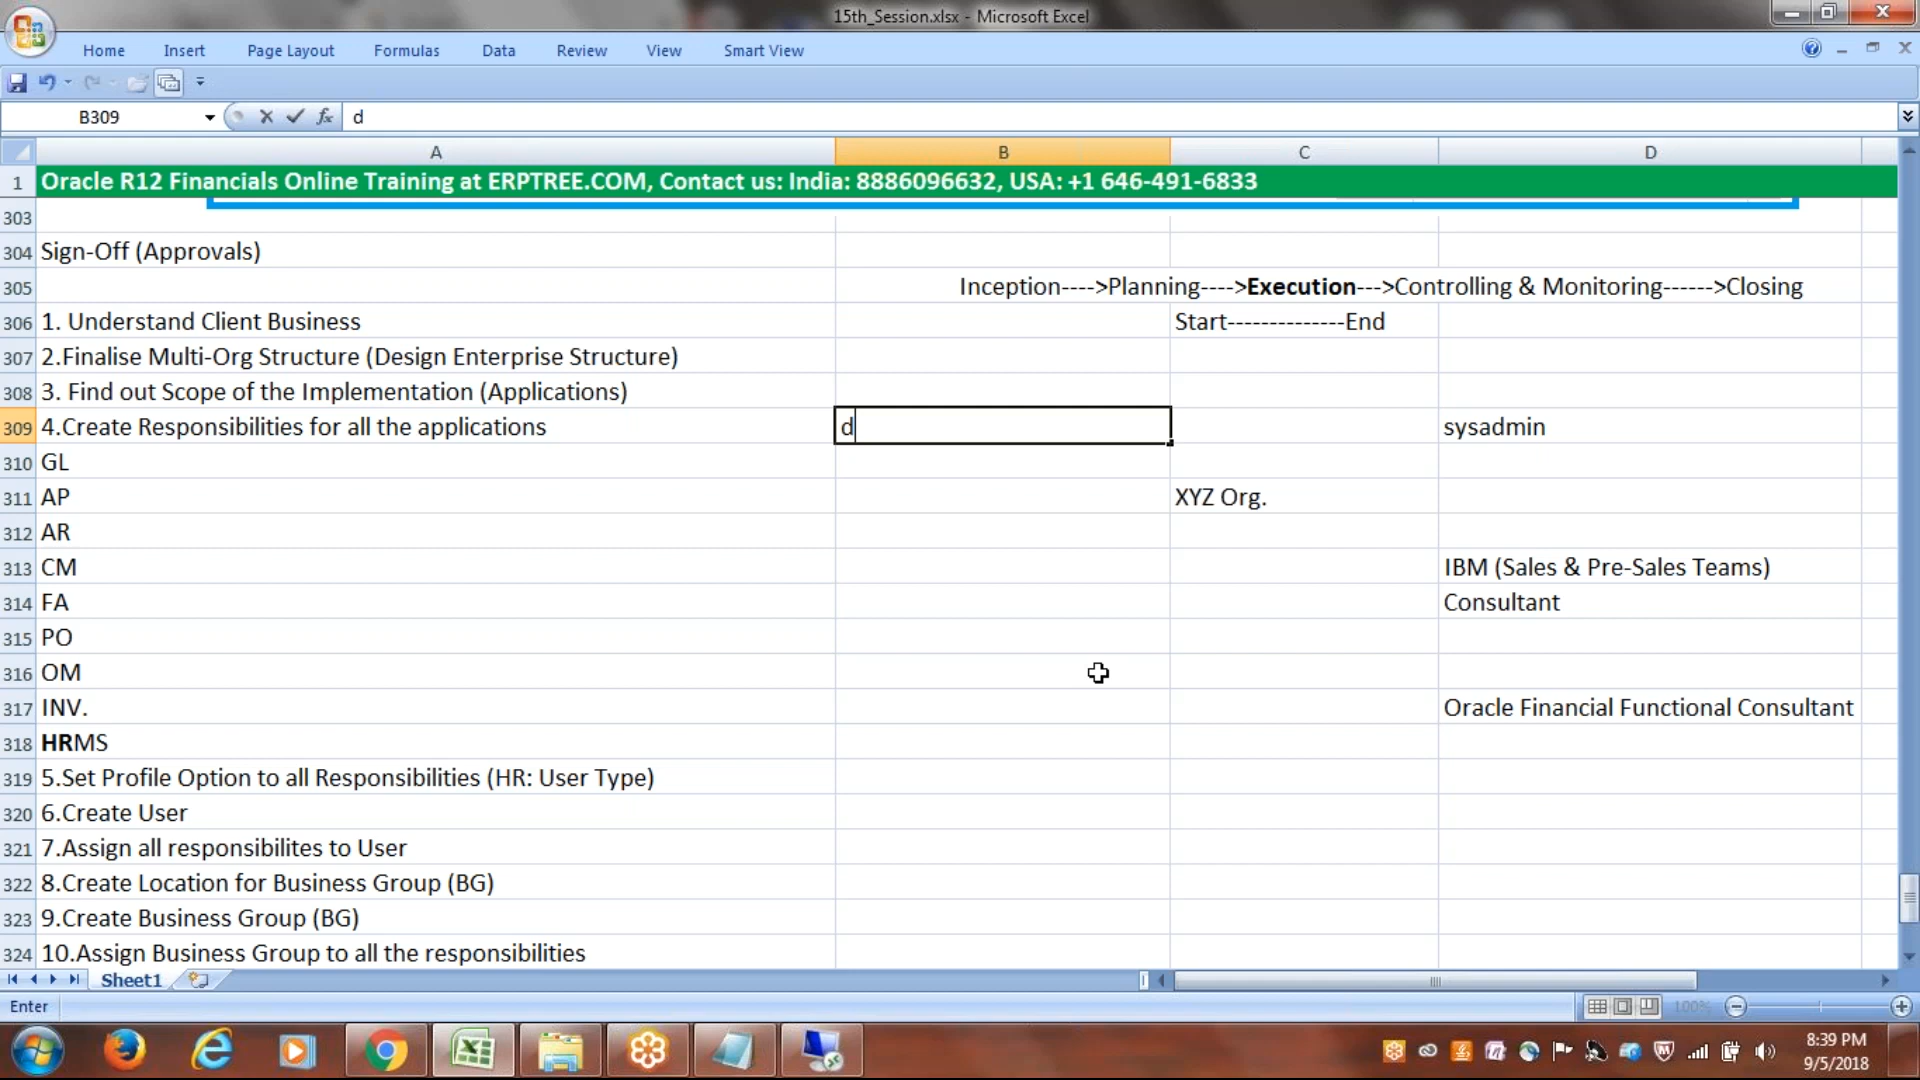 15th_Session.xlsx - Microsoft Excel
Home Insert Page Layout Formulas Data Review View Smart View
B309 fx d
A B C D
1 Oracle R12 Financials Online Training at ERPTREE.COM, Contact us: India: 8886096632, USA: +1 646-491-6833
303
304 Sign-Off (Approvals)
305 Inception---->Planning---->Execution--->Controlling & Monitoring------>Closing
306 1. Understand Client Business Start--------------End
307 2.Finalise Multi-Org Structure (Design Enterprise Structure)
308 3. Find out Scope of the Implementation (Applications)
309 4.Create Responsibilities for all the applications d sysadmin
310 GL
311 AP XYZ Org.
312 AR
313 CM IBM (Sales & Pre-Sales Teams)
314 FA Consultant
315 PO
316 OM
317 INV. Oracle Financial Functional Consultant
318 HRMS
319 5.Set Profile Option to all Responsibilities (HR: User Type)
320 6.Create User
321 7.Assign all responsibilites to User
322 8.Create Location for Business Group (BG)
323 9.Create Business Group (BG)
324 10.Assign Business Group to all the responsibilities
Sheet1
Enter 100%
8:39 PM
9/5/2018